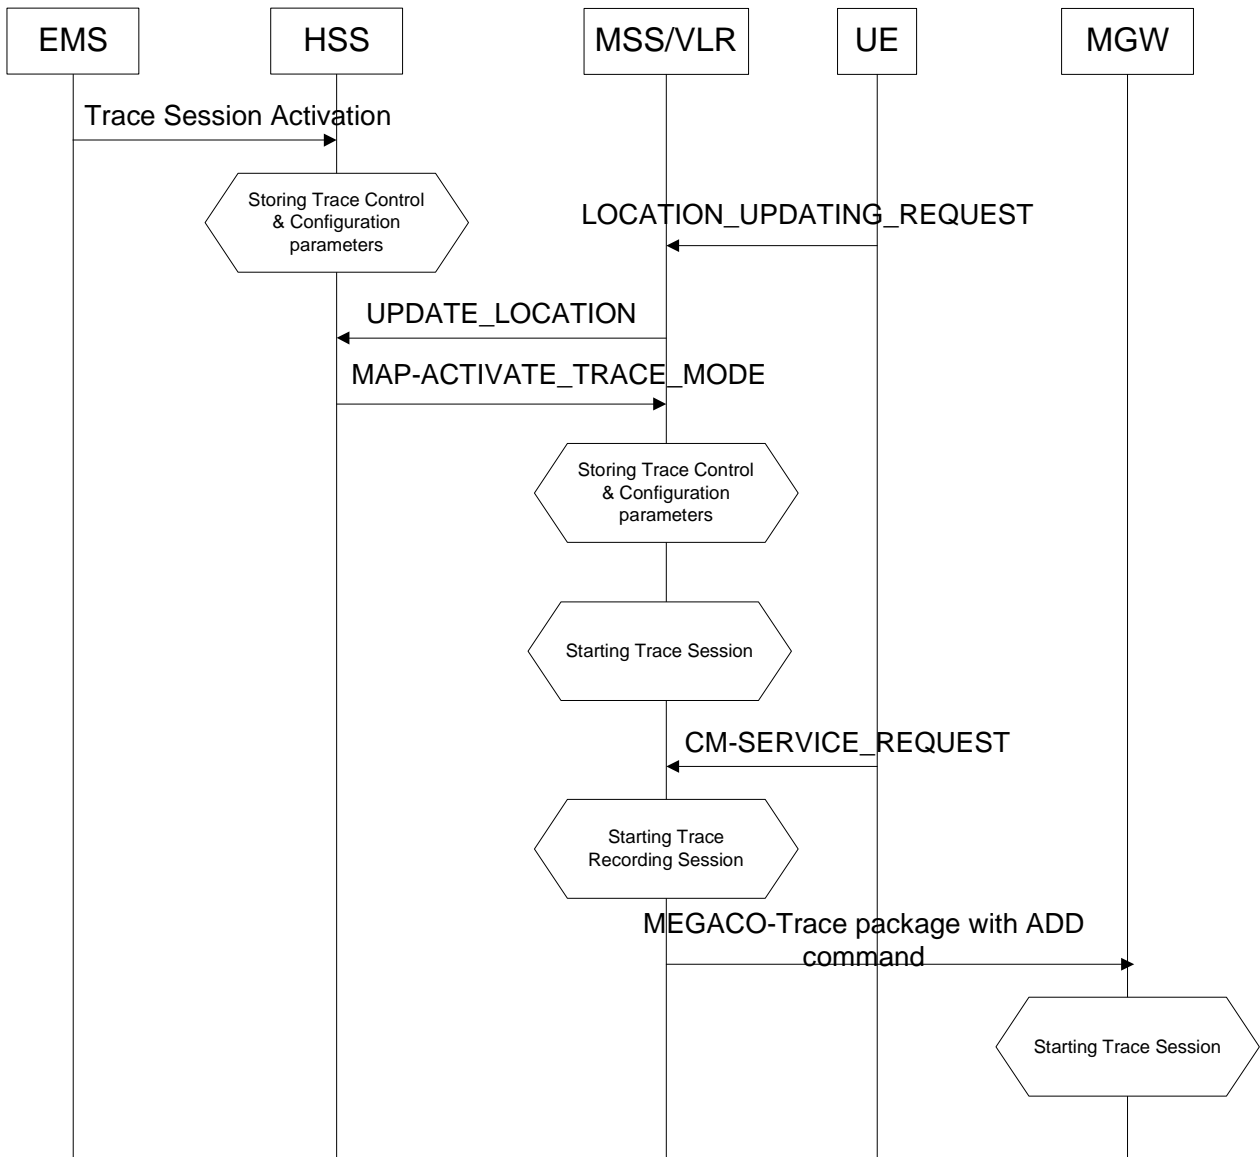 EMS
HSS
MSS/VLR
UE
MGW
Trace Session Activation
Storing Trace Control
& Configuration
parameters
LOCATION_UPDATING_REQUEST
UPDATE_LOCATION
MAP-ACTIVATE_TRACE_MODE
Storing Trace Control
& Configuration
parameters
Starting Trace Session
CM-SERVICE_REQUEST
Starting Trace
Recording Session
MEGACO-Trace package with ADD
command
Starting Trace Session